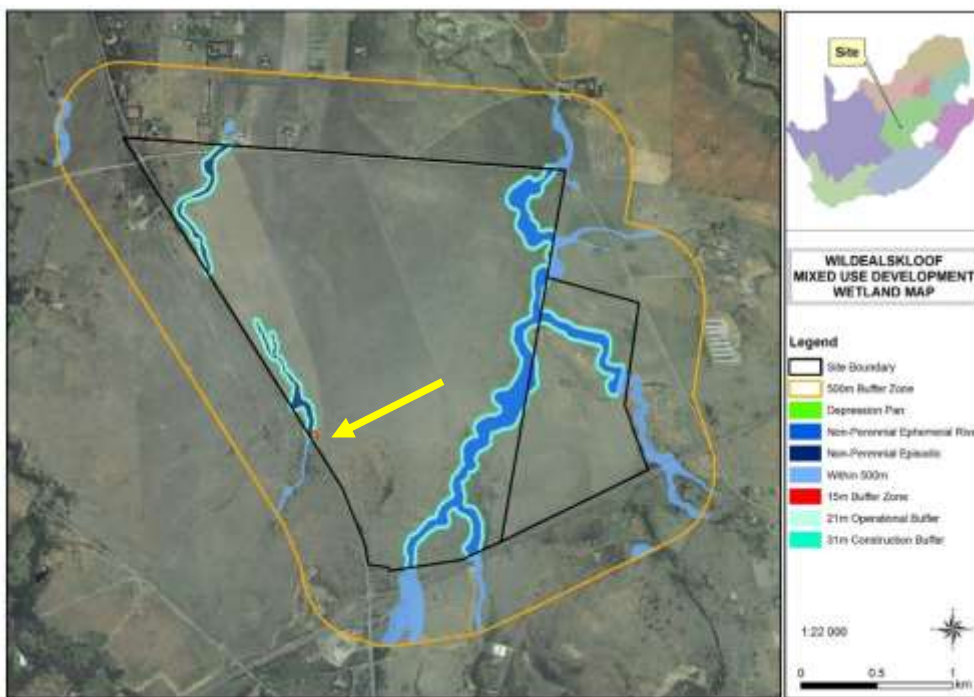 Site
WILDEALSKLOOF
MIXED USE DEVELOPMENT
WETLAND MAP
Legend
Site Boundary
500m Buffer Zone
Depression Pan
Non-Perennial Ephemeral River
Non-Perennial Episodic
Within 500m
15m Buffer Zone
21m Operational Buffer
31m Construction Buffer
1:22 000
0 0.5 1
km